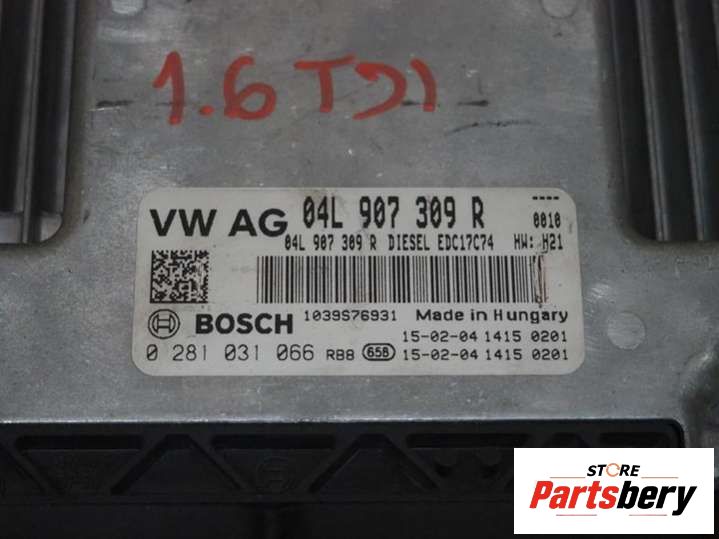 1.6 TDI
----
VW AG 04L 907 309 R 0010
04L 907 309 R DIESEL EDC17C74 HW: H21
BOSCH 1039S76931 Made in Hungary
15-02-04 1415 0201
0 281 031 066 RB8 658 15-02-04 1415 0201
STORE
Partsbery